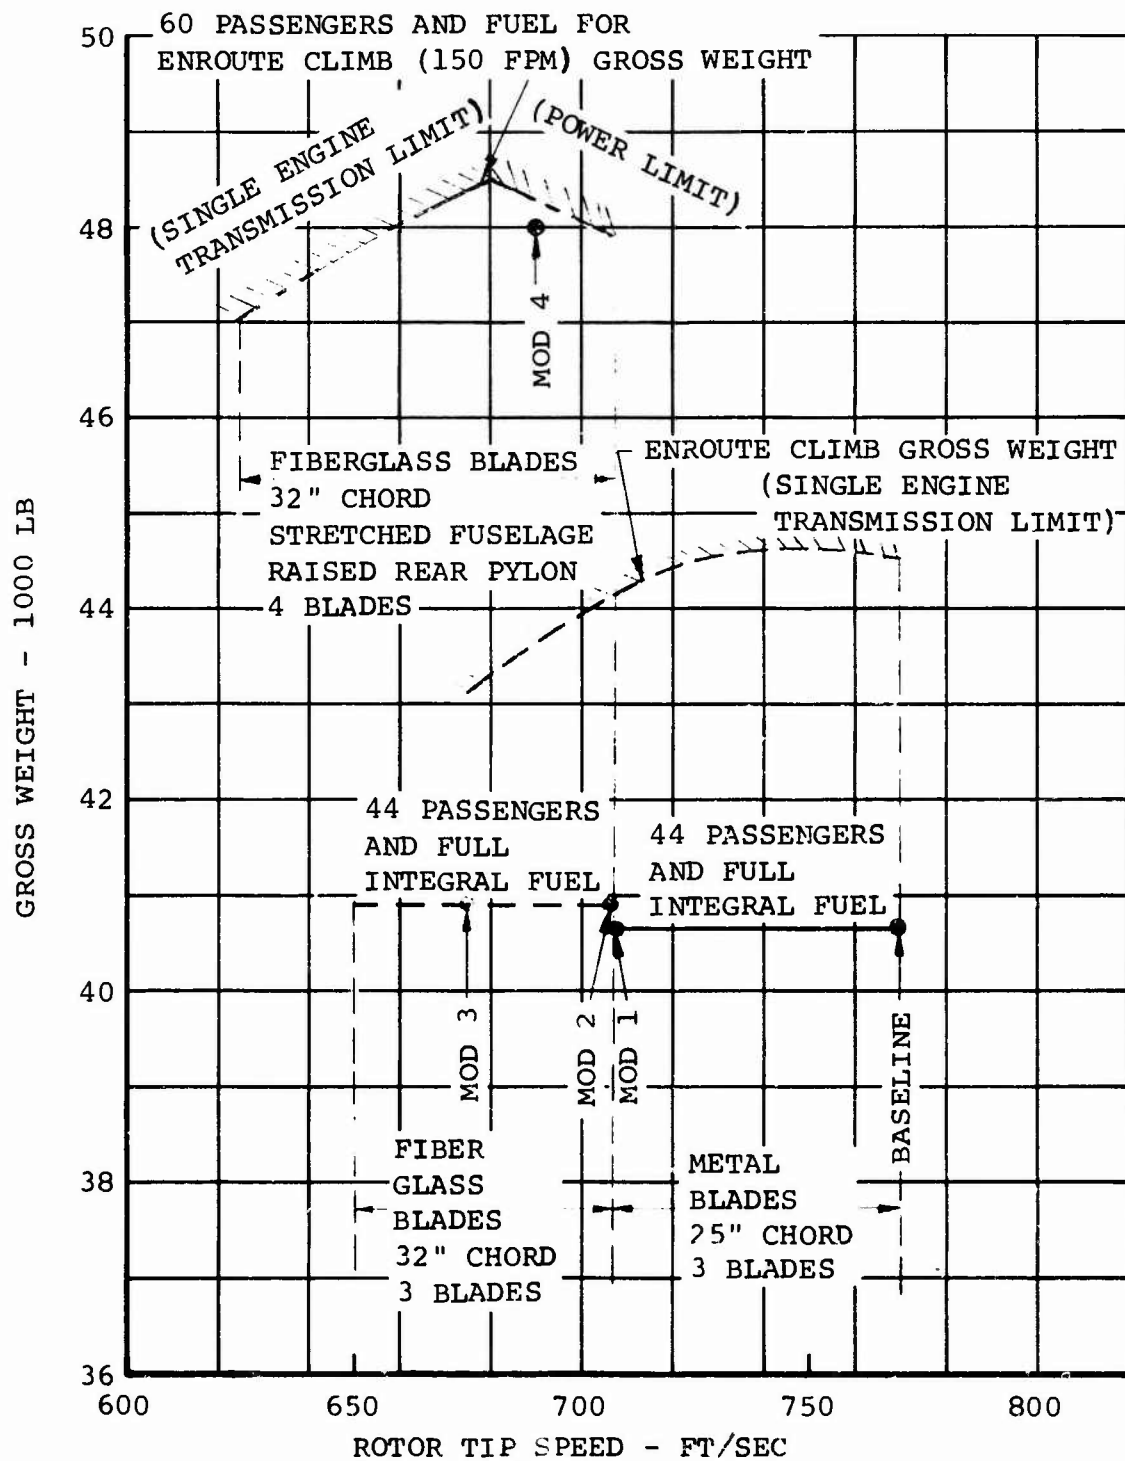 60 PASSENGERS AND FUEL FOR
ENROUTE CLIMB (150 FPM) GROSS WEIGHT
(SINGLE ENGINE
TRANSMISSION LIMIT)
(POWER LIMIT)
MOD 4
FIBERGLASS BLADES
32" CHORD
STRETCHED FUSELAGE
RAISED REAR PYLON
4 BLADES
ENROUTE CLIMB GROSS WEIGHT
(SINGLE ENGINE
TRANSMISSION LIMIT)
44 PASSENGERS
AND FULL
INTEGRAL FUEL
44 PASSENGERS
AND FULL
INTEGRAL FUEL
MOD 3
MOD 2
MOD 1
BASELINE
FIBER
GLASS
BLADES
32" CHORD
3 BLADES
METAL
BLADES
25" CHORD
3 BLADES
GROSS WEIGHT - 1000 LB
50
48
46
44
42
40
38
36
600
650
700
750
800
ROTOR TIP SPEED - FT/SEC